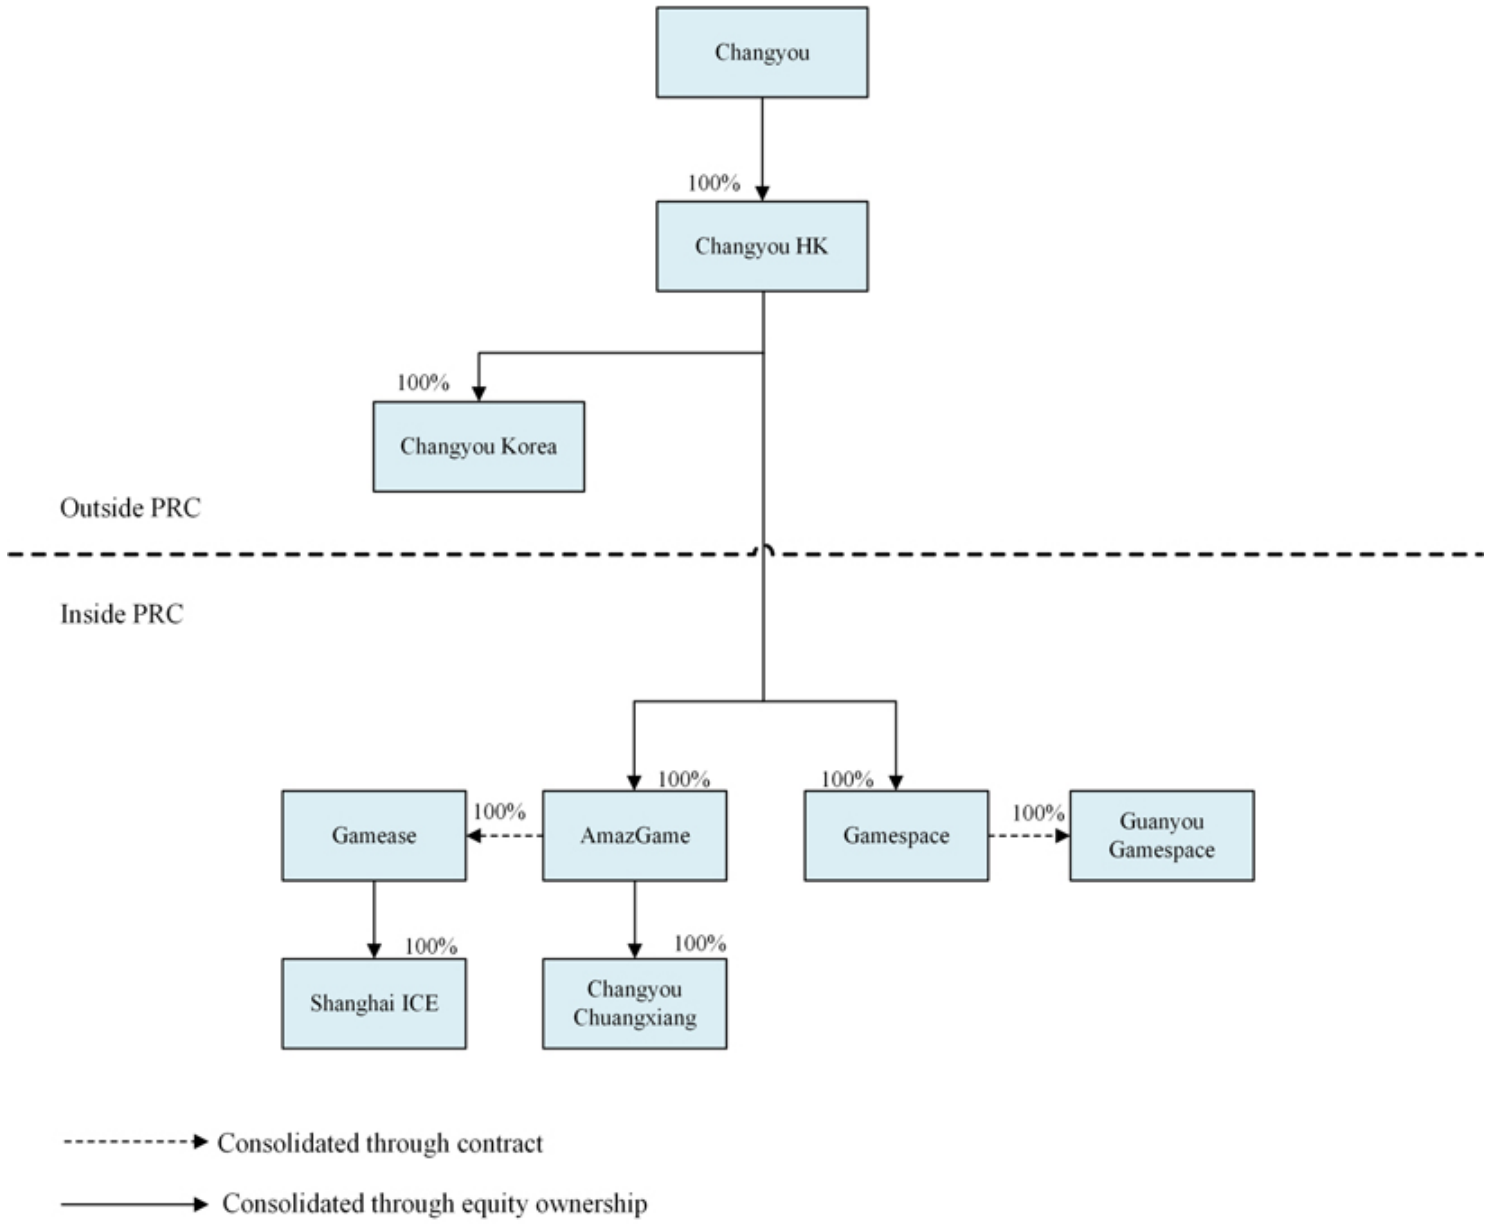 Changyou
100%
Changyou HK
100%
Changyou Korea
Outside PRC
Inside PRC
100%
100%
100%
100%
Gamease
AmazGame
Gamespace
Guanyou
Gamespace
100%
100%
Shanghai ICE
Changyou
Chuangxiang
Consolidated through contract
Consolidated through equity ownership